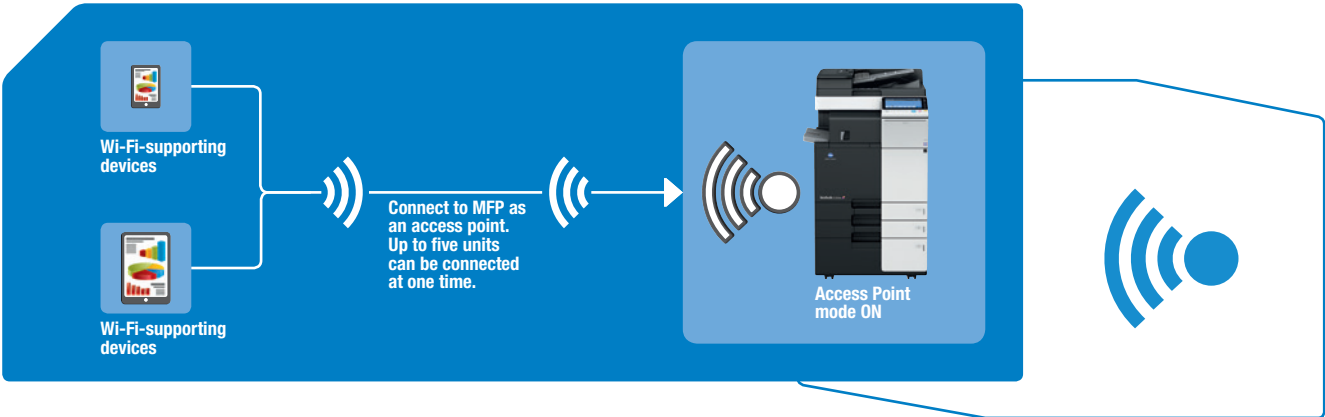 Wi-Fi-supporting
devices
Wi-Fi-supporting
devices
Connect to MFP as
an access point.
Up to five units
can be connected
at one time.
Access Point
mode ON